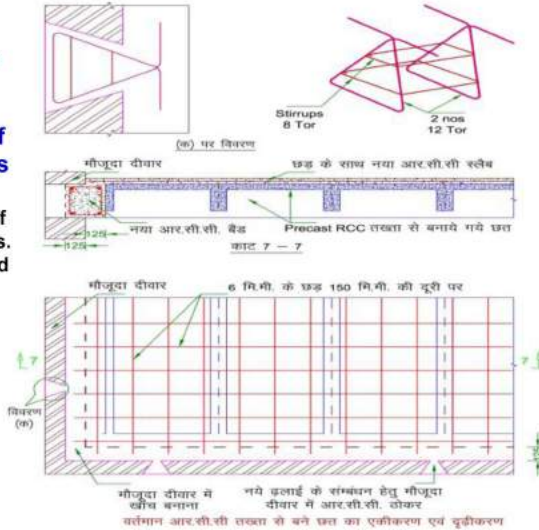 of
s
of
s.
d
Stirrups
8 Tor
2 nos
12 Tor
(क) पर विवरण
मौजूदा दीवार
छड़ के साथ नया आर.सी.सी स्लैब
125
125
नया आर.सी.सी. बैंड
Precast RCC तख्ता से बनाये गये छत
काट 7 – 7
मौजूदा दीवार
6 मि.मी. के छड़ 150 मि.मी. की दूरी पर
7
7
विवरण
(क)
मौजूदा दीवार में
खाँच बनाना
नये ढ़लाई के संम्बंधन हेतु मौजूदा
दीवार में आर.सी.सी. ठोकर
वर्तमान आर.सी.सी तख्ता से बने छत का एकीकरण एवं दृढ़ीकरण